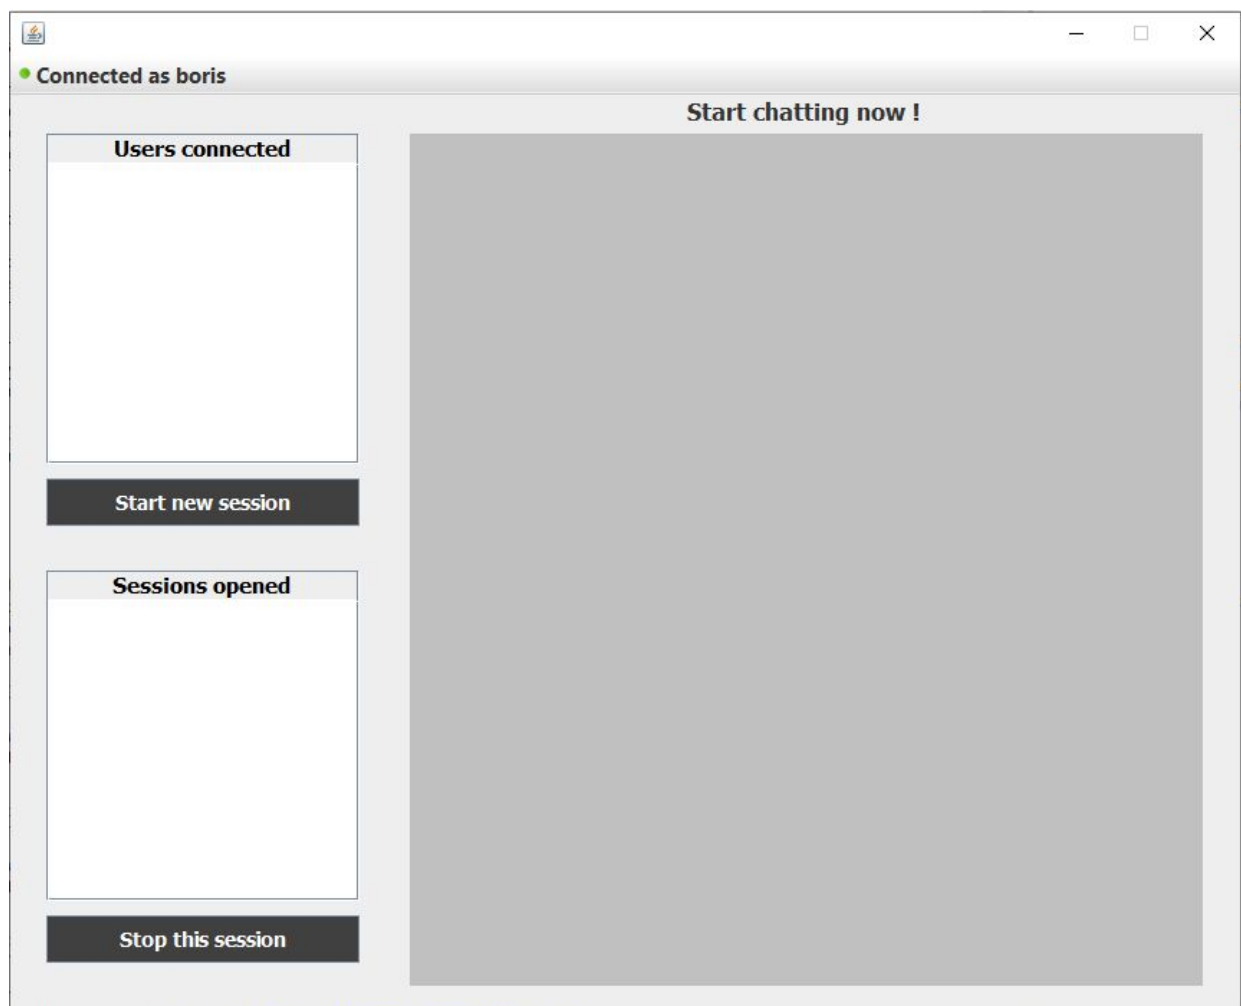 Connected as boris
Start chatting now !
Users connected
Start new session
Sessions opened
Stop this session